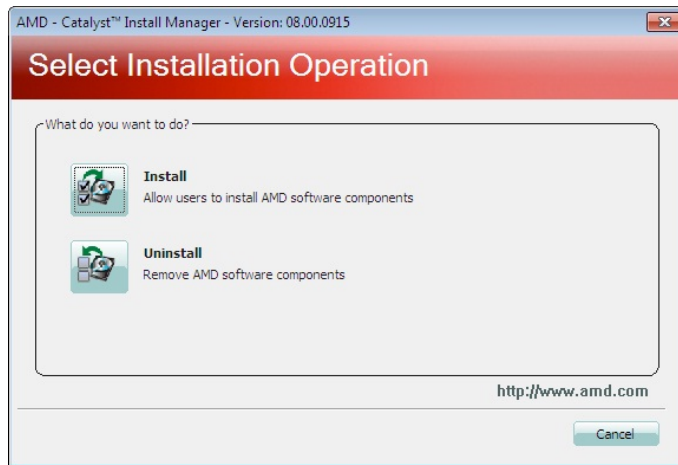 AMD - Catalyst™ Install Manager - Version: 08.00.0915
Select Installation Operation
What do you want to do?
Install
Allow users to install AMD software components
Uninstall
Remove AMD software components
http://www.amd.com
Cancel